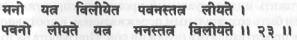 मनो यत्र विलीयेत पवनस्तत्र लीयते ।
पवनो लीयते यत्र मनस्तत्र विलीयते ॥ २३ ॥